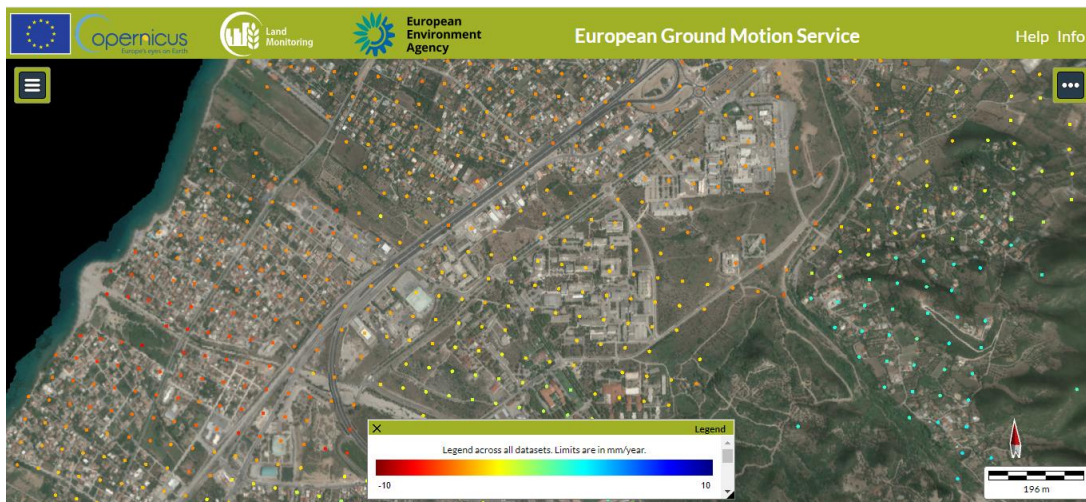 opernicus
Europe's eyes on Earth
Land
Monitoring
European
Environment
Agency
European Ground Motion Service
Help Info
Legend
Legend across all datasets. Limits are in mm/year.
-10 10
N
196 m